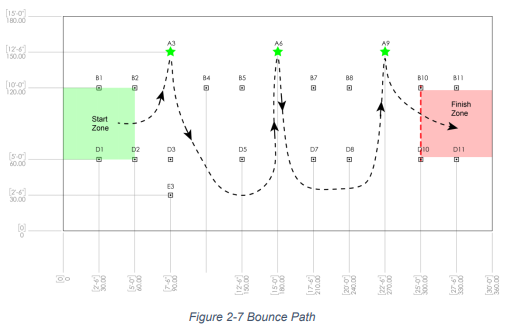 [15'-0"]
180.00
[12'-6"]
150.00
A3
A6
A9
[10'-0"]
120.00
B1
B2
B4
B5
B7
B8
B10
B11
Start
Zone
Finish
Zone
[5'-0"]
60.00
D1
D2
D3
D5
D7
D8
D10
D11
[2'-6"]
30.00
E3
[0]
0
[0]
0
[2'-6"]
30.00
[5'-0"]
60.00
[7'-6"]
90.00
[12'-6"]
150.00
[15'-0"]
180.00
[17'-6"]
210.00
[20'-0"]
240.00
[22'-6"]
270.00
[25'-0"]
300.00
[27'-6"]
330.00
[30'-0"]
360.00
Figure 2-7 Bounce Path